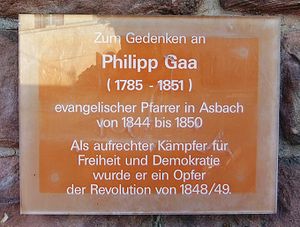 Zum Gedenken an
Philipp Gaa
( 1785 - 1851 )
evangelischer Pfarrer in Asbach
von 1844 bis 1850
Als aufrechter Kämpfer für
Freiheit und Demokratie
wurde er ein Opfer
der Revolution von 1848/49.